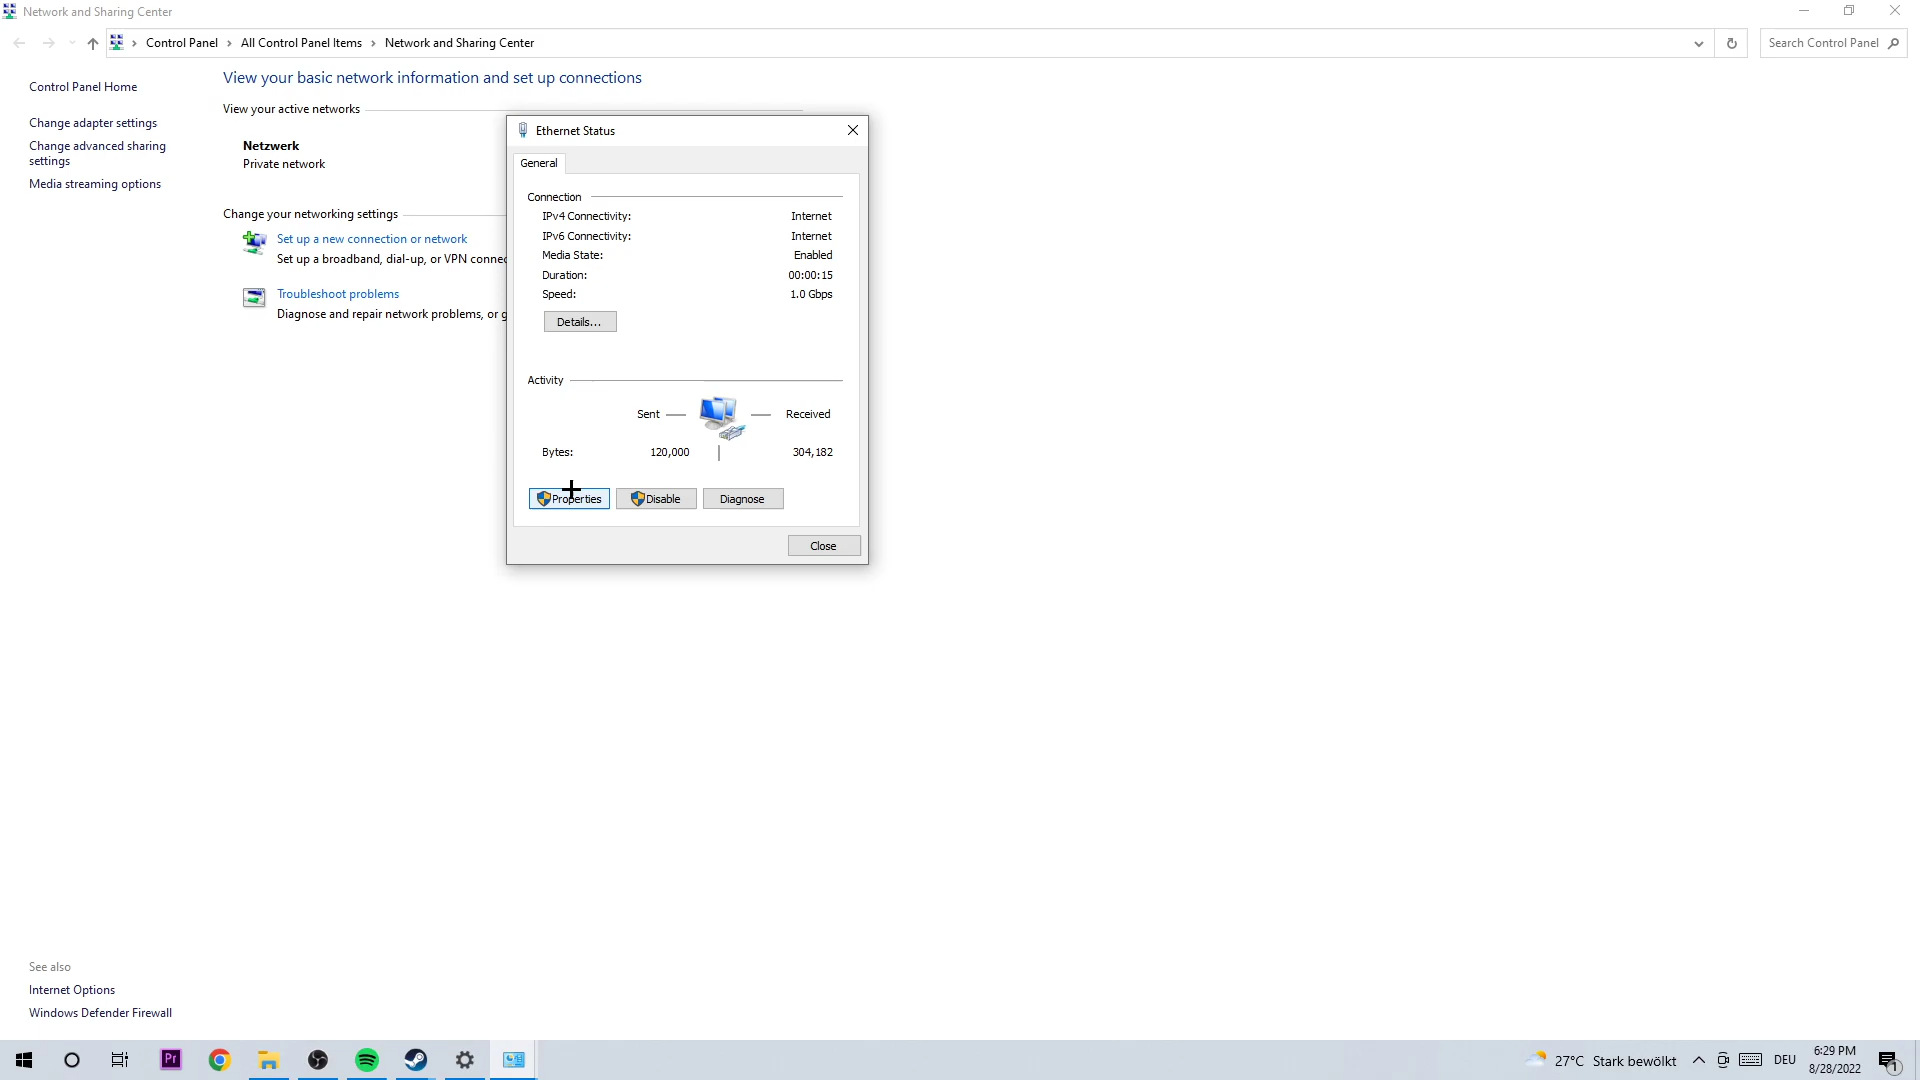 Network and Sharing Center
Control Panel
All Control Panel Items
Network and Sharing Center
Search Control Panel
Control Panel Home
Change adapter settings
Change advanced sharing
settings
Media streaming options
View your basic network information and set up connections
View your active networks
Netzwerk
Private network
Change your networking settings
Set up a new connection or network
Set up a broadband, dial-up, or VPN connec
Troubleshoot problems
Diagnose and repair network problems, or g
Ethernet Status
General
Connection
IPv4 Connectivity: Internet
IPv6 Connectivity: Internet
Media State: Enabled
Duration: 00:00:15
Speed: 1.0 Gbps
Details...
Activity
Sent Received
Bytes: 120,000 304,182
Properties Disable Diagnose
Close
See also
Internet Options
Windows Defender Firewall
Pr
27°C Stark bewölkt
DEU
6:29 PM
8/28/2022
1